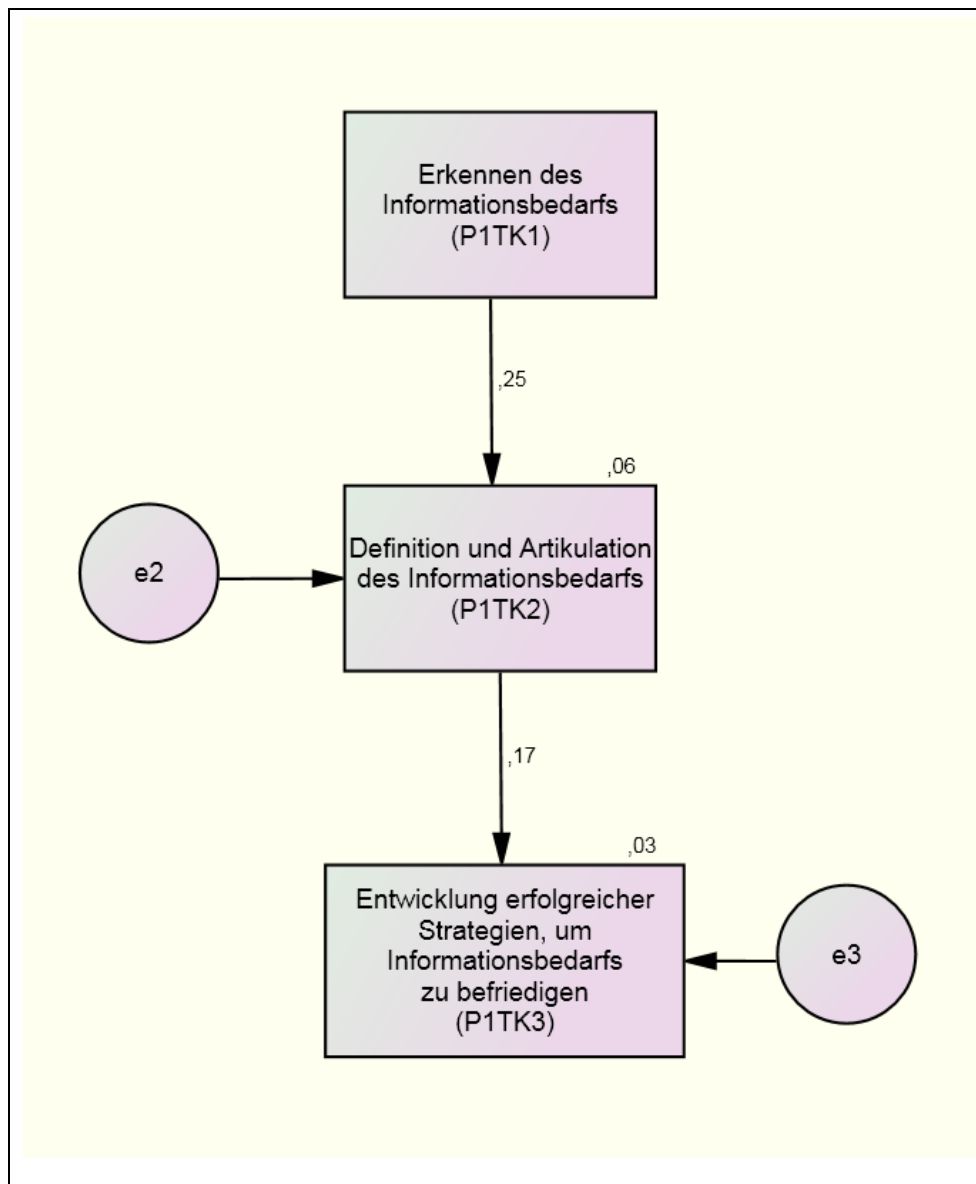 Erkennen des
Informationsbedarfs
(P1TK1)
,25
,06
e2
Definition und Artikulation
des Informationsbedarfs
(P1TK2)
,17
,03
Entwicklung erfolgreicher
Strategien, um
Informationsbedarfs
zu befriedigen
(P1TK3)
e3